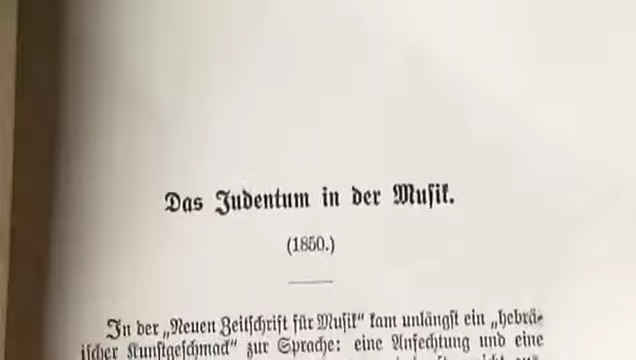 Das Judentum in der Musik.
(1850.)
In der „Neuen Zeitschrift für Musik“ kam unlängst ein „hebrä-
ischer Kunstgeschmack“ zur Sprache: eine Anfechtung und eine